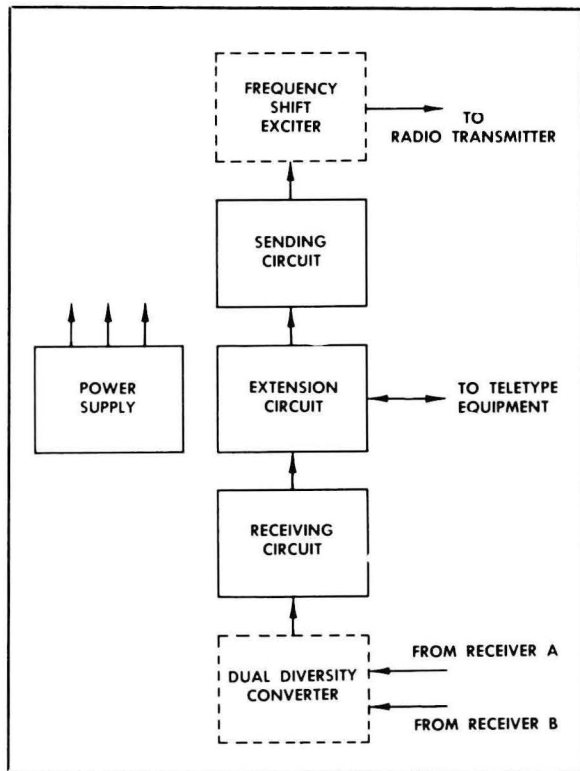 FREQUENCY
SHIFT
EXCITER
TO
RADIO TRANSMITTER
SENDING
CIRCUIT
POWER
SUPPLY
EXTENSION
CIRCUIT
TO TELETYPE
EQUIPMENT
RECEIVING
CIRCUIT
DUAL DIVERSITY
CONVERTER
FROM RECEIVER A
FROM RECEIVER B